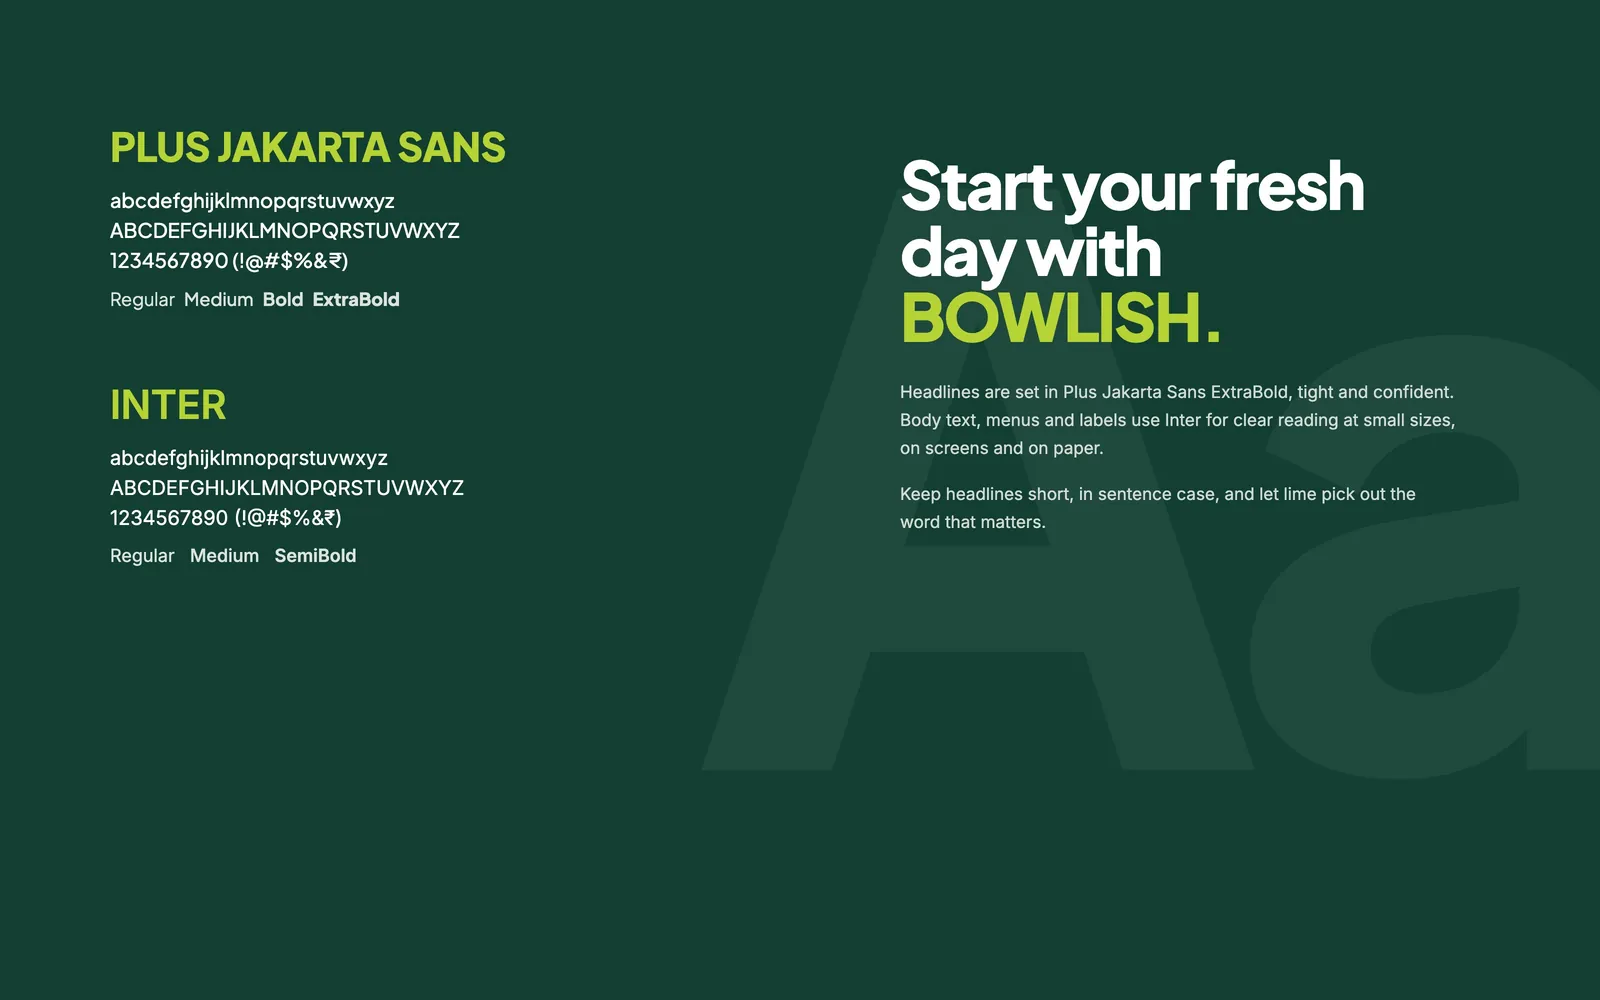 PLUS JAKARTA SANS
abcdefghijklmnopqrstuvwxyz
ABCDEFGHIJKLMNOPQRSTUVWXYZ
1234567890 (!@#$%&₹)
Regular Medium Bold ExtraBold
INTER
abcdefghijklmnopqrstuvwxyz
ABCDEFGHIJKLMNOPQRSTUVWXYZ
1234567890 (!@#$%&₹)
Regular Medium SemiBold
Start your fresh
day with
BOWLISH.
Headlines are set in Plus Jakarta Sans ExtraBold, tight and confident.
Body text, menus and labels use Inter for clear reading at small sizes,
on screens and on paper.
Keep headlines short, in sentence case, and let lime pick out the
word that matters.
Aa